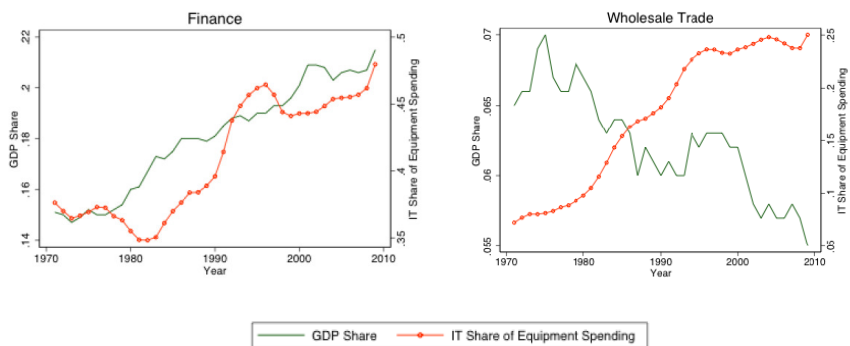 Finance
GDP Share
.14 .16 .18 .2 .22
IT Share of Equipment Spending
.35 .4 .45 .5
1970 1980 1990 2000 2010
Year
Wholesale Trade
GDP Share
.055 .06 .065 .07
IT Share of Equipment Spending
.05 .1 .15 .2 .25
1970 1980 1990 2000 2010
Year
GDP Share IT Share of Equipment Spending